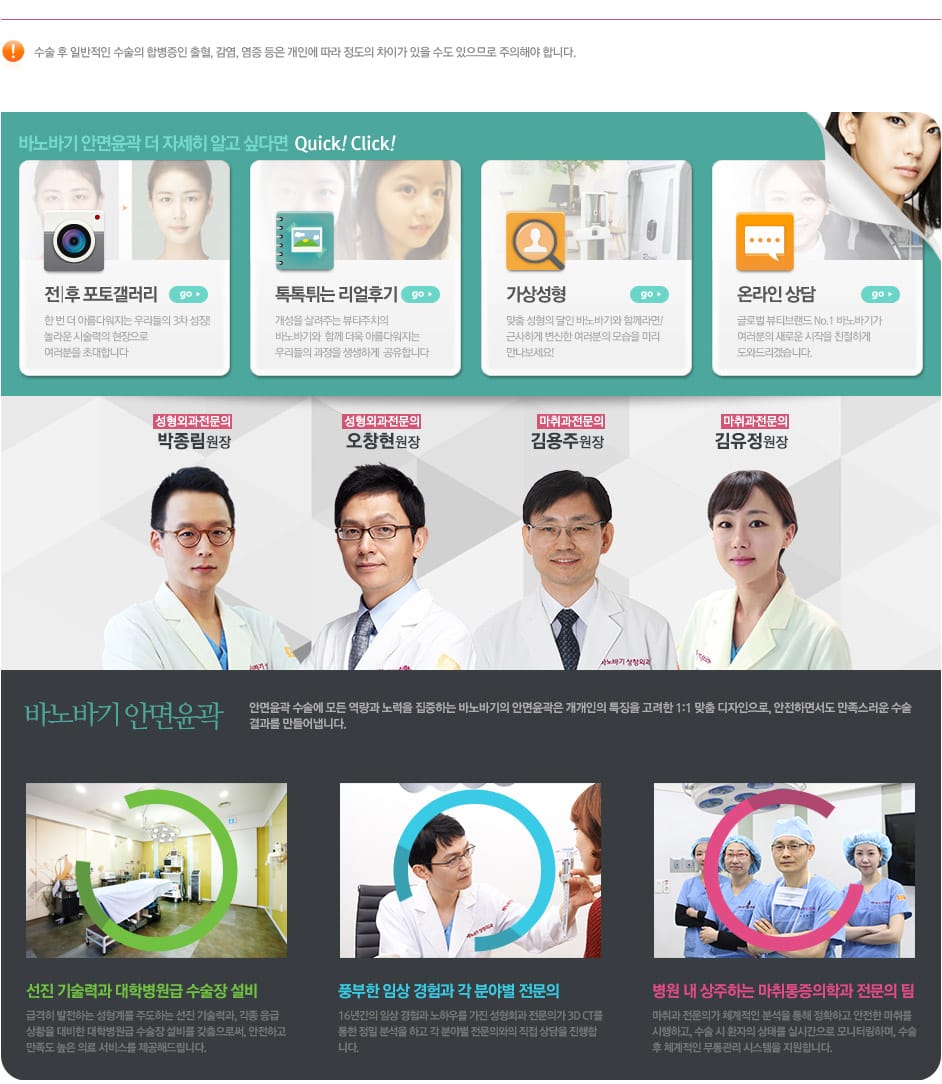 수술 후 일반적인 수술의 합병증인 출혈, 감염, 염증 등은 개인에 따라 정도의 차이가 있을 수도 있으므로 주의해야 합니다.
바노바기 안면윤곽 더 자세히 알고 싶다면 Quick! Click!
전|후 포토갤러리 go
한 번 더 아름다워지는 우리들의 3차 성장!
놀라운 시술력의 현장으로
여러분을 초대합니다
톡톡튀는 리얼후기 go
개성을 살려주는 뷰티주치의
바노바기와 함께 더욱 아름다워지는
우리들의 과정을 생생하게 공유합니다
가상성형 go
맞춤 성형의 달인 바노바기와 함께라면!
근사하게 변신한 여러분의 모습을 미리
만나보세요!
온라인 상담 go
글로벌 뷰티브랜드 No.1 바노바기가
여러분의 새로운 시작을 친절하게
도와드리겠습니다.
성형외과전문의
박종림원장
성형외과전문의
오창현원장
마취과전문의
김용주원장
마취과전문의
김유정원장
바노바기 성형외과
바노바기 안면윤곽
안면윤곽 수술에 모든 역량과 노력을 집중하는 바노바기의 안면윤곽은 개개인의 특징을 고려한 1:1 맞춤 디자인으로, 안전하면서도 만족스러운 수술
결과를 만들어냅니다.
선진 기술력과 대학병원급 수술장 설비
급격히 발전하는 성형계를 주도하는 선진 기술력과, 각종 응급
상황을 대비한 대학병원급 수술장 설비를 갖춤으로써, 안전하고
만족도 높은 의료 서비스를 제공해드립니다.
풍부한 임상 경험과 각 분야별 전문의
16년간의 임상 경험과 노하우를 가진 성형외과 전문의가 3D CT를
통한 정밀 분석을 하고 각 분야별 전문의와의 직접 상담을 진행합
니다.
병원 내 상주하는 마취통증의학과 전문의 팀
마취과 전문의가 체계적인 분석을 통해 정확하고 안전한 마취를
시행하고, 수술 시 환자의 상태를 실시간으로 모니터링하며, 수술
후 체계적인 무통관리 시스템을 지원합니다.